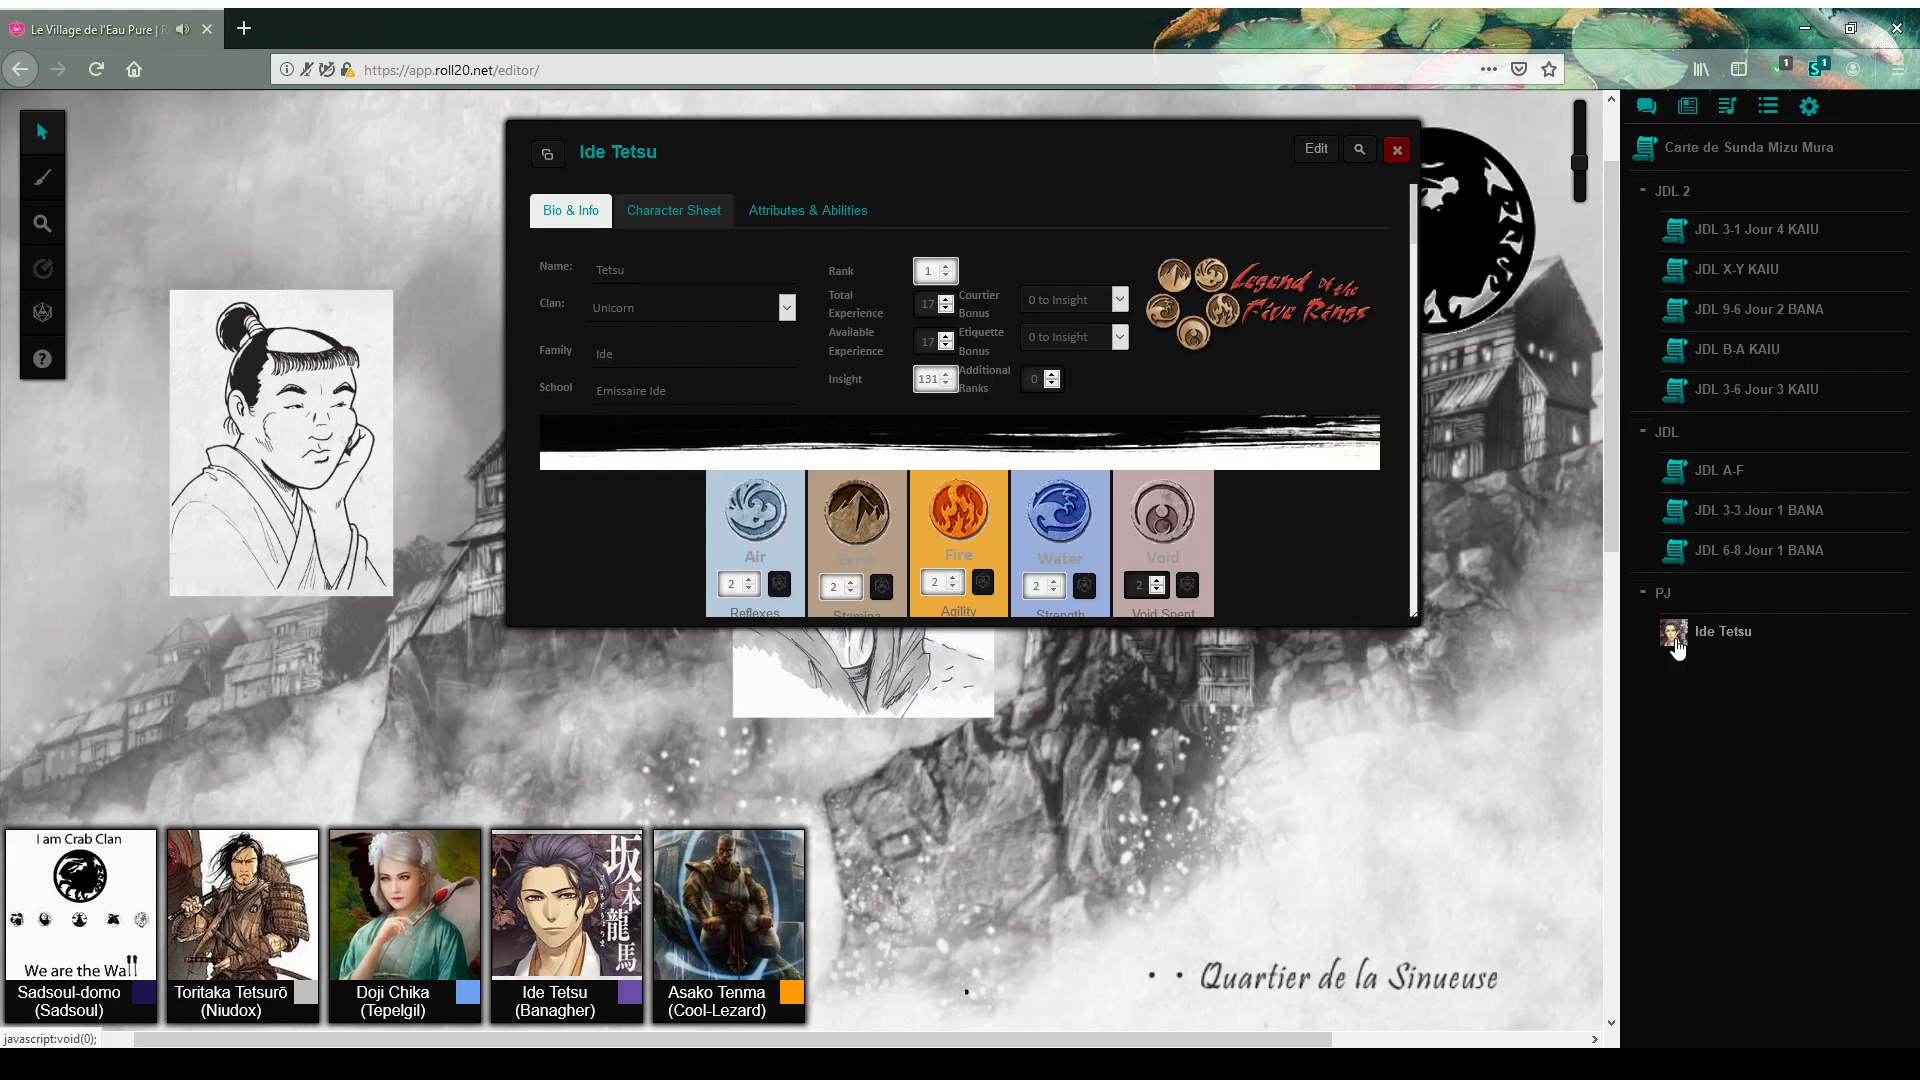 Le Village de l'Eau Pure | R
https://app.roll20.net/editor/
1
1
Ide Tetsu
Edit
Bio & Info
Character Sheet
Attributes & Abilities
Name:
Tetsu
Clan:
Unicorn
Family
Ide
School
Emissaire Ide
Rank
1
Total Experience
17
Available Experience
17
Insight
131
Courtier Bonus
0 to Insight
Etiquette Bonus
0 to Insight
Additional Ranks
0
Legend of the
Five Rings
Air
Earth
Fire
Water
Void
2
2
2
2
2
Reflexes
Stamina
Agility
Strength
Void Spent
Carte de Sunda Mizu Mura
JDL 2
JDL 3-1 Jour 4 KAIU
JDL X-Y KAIU
JDL 9-6 Jour 2 BANA
JDL B-A KAIU
JDL 3-6 Jour 3 KAIU
JDL
JDL A-F
JDL 3-3 Jour 1 BANA
JDL 6-8 Jour 1 BANA
PJ
Ide Tetsu
I am Crab Clan
We are the Wall
坂本龍馬
Sadsoul-domo
(Sadsoul)
Toritaka Tetsurō
(Niudox)
Doji Chika
(Tepelgil)
Ide Tetsu
(Banagher)
Asako Tenma
(Cool-Lezard)
Quartier de la Sinueuse
javascript:void(0);